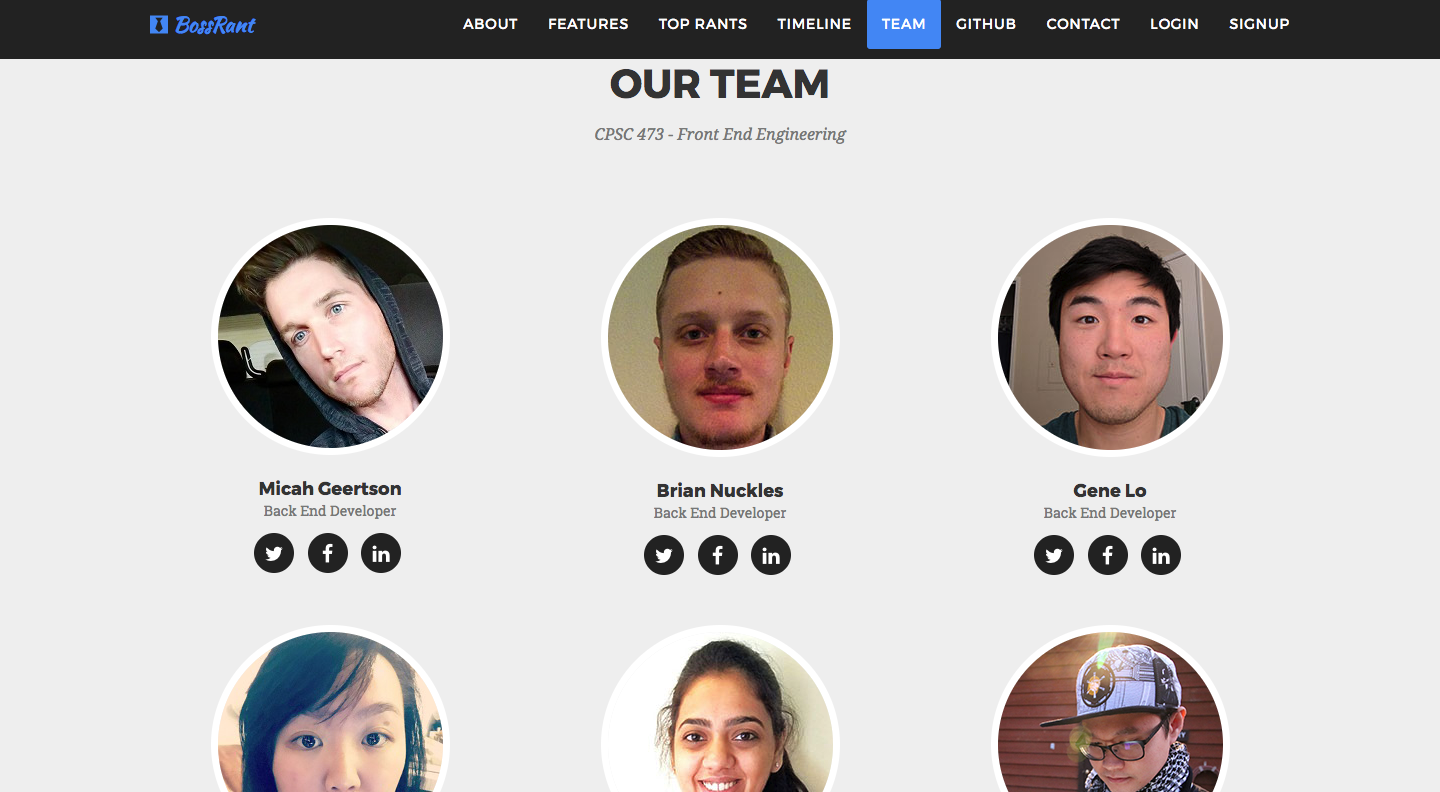 BossRant
ABOUT FEATURES TOP RANTS TIMELINE TEAM GITHUB CONTACT LOGIN SIGNUP
OUR TEAM
CPSC 473 - Front End Engineering
Micah Geertson
Back End Developer
Brian Nuckles
Back End Developer
Gene Lo
Back End Developer